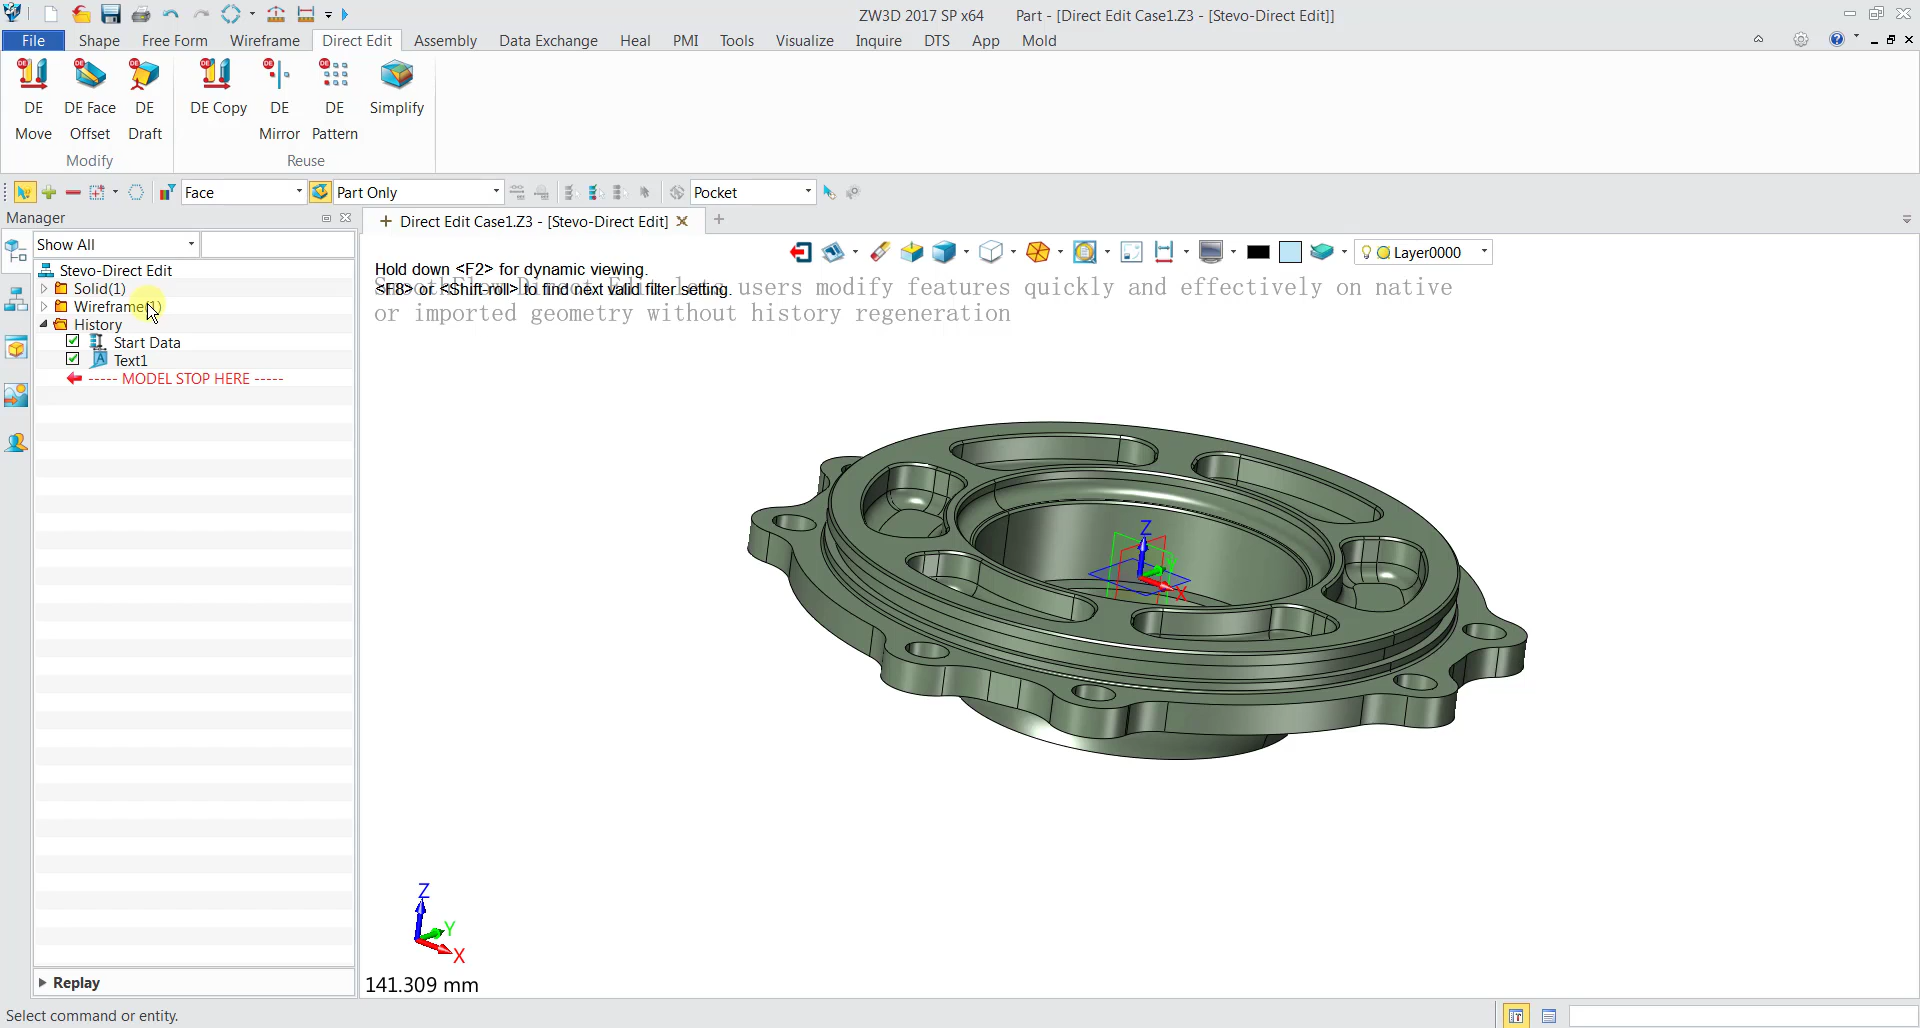 ZW3D 2017 SP x64 Part - [Direct Edit Case1.Z3 - [Stevo-Direct Edit]]
File Shape Free Form Wireframe Direct Edit Assembly Data Exchange Heal PMI Tools Visualize Inquire DTS App Mold
DE Move
DE Face Offset
DE Draft
DE Copy
DE Mirror
DE Pattern
Simplify
Modify
Reuse
Face
Part Only
Pocket
Manager
Direct Edit Case1.Z3 - [Stevo-Direct Edit]
Show All
Layer0000
Stevo-Direct Edit
Solid(1)
Wireframe(1)
History
Start Data
Text1
----- MODEL STOP HERE -----
Hold down <F2> for dynamic viewing.
<F8> or <Shift-roll> to find next valid filter setting.
users modify features quickly and effectively on native
or imported geometry without history regeneration
Z
X
Z
Y
X
141.309 mm
Replay
Select command or entity.